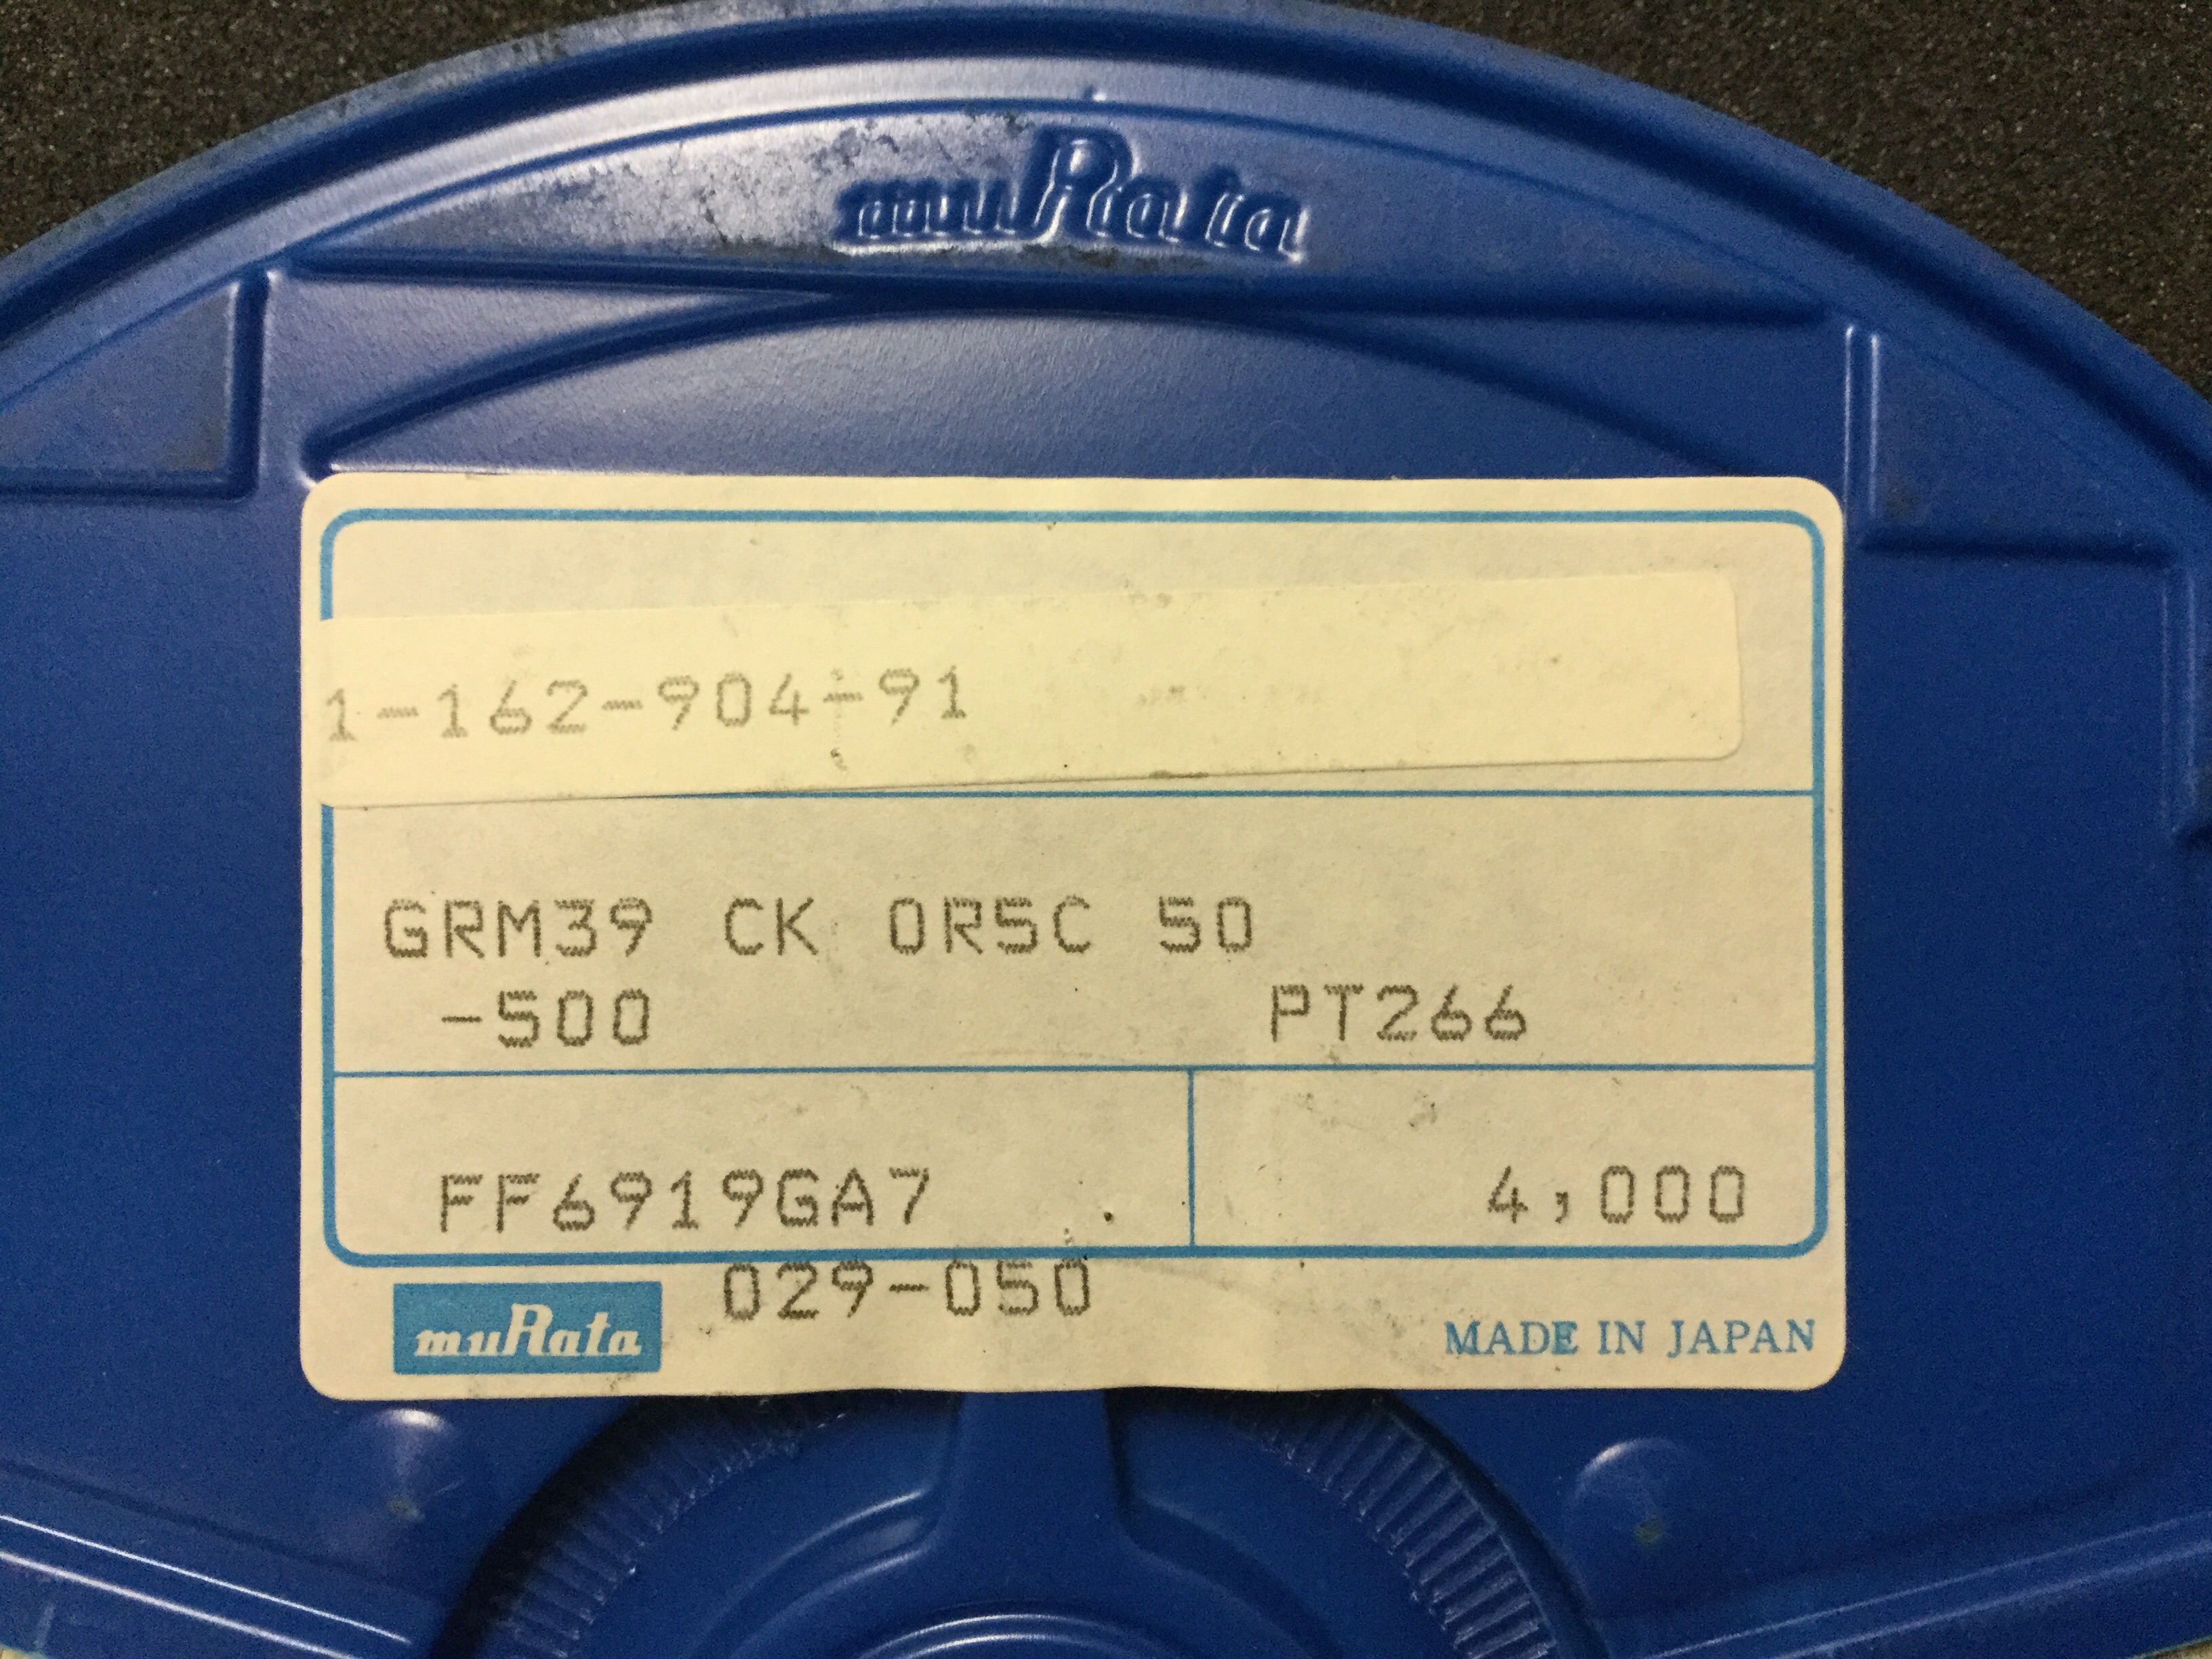 muRata
1-162-904-91
GRM39 CK 0R5C 50
-500 PT266
FF6919GA7 4,000
029-050
muRata MADE IN JAPAN